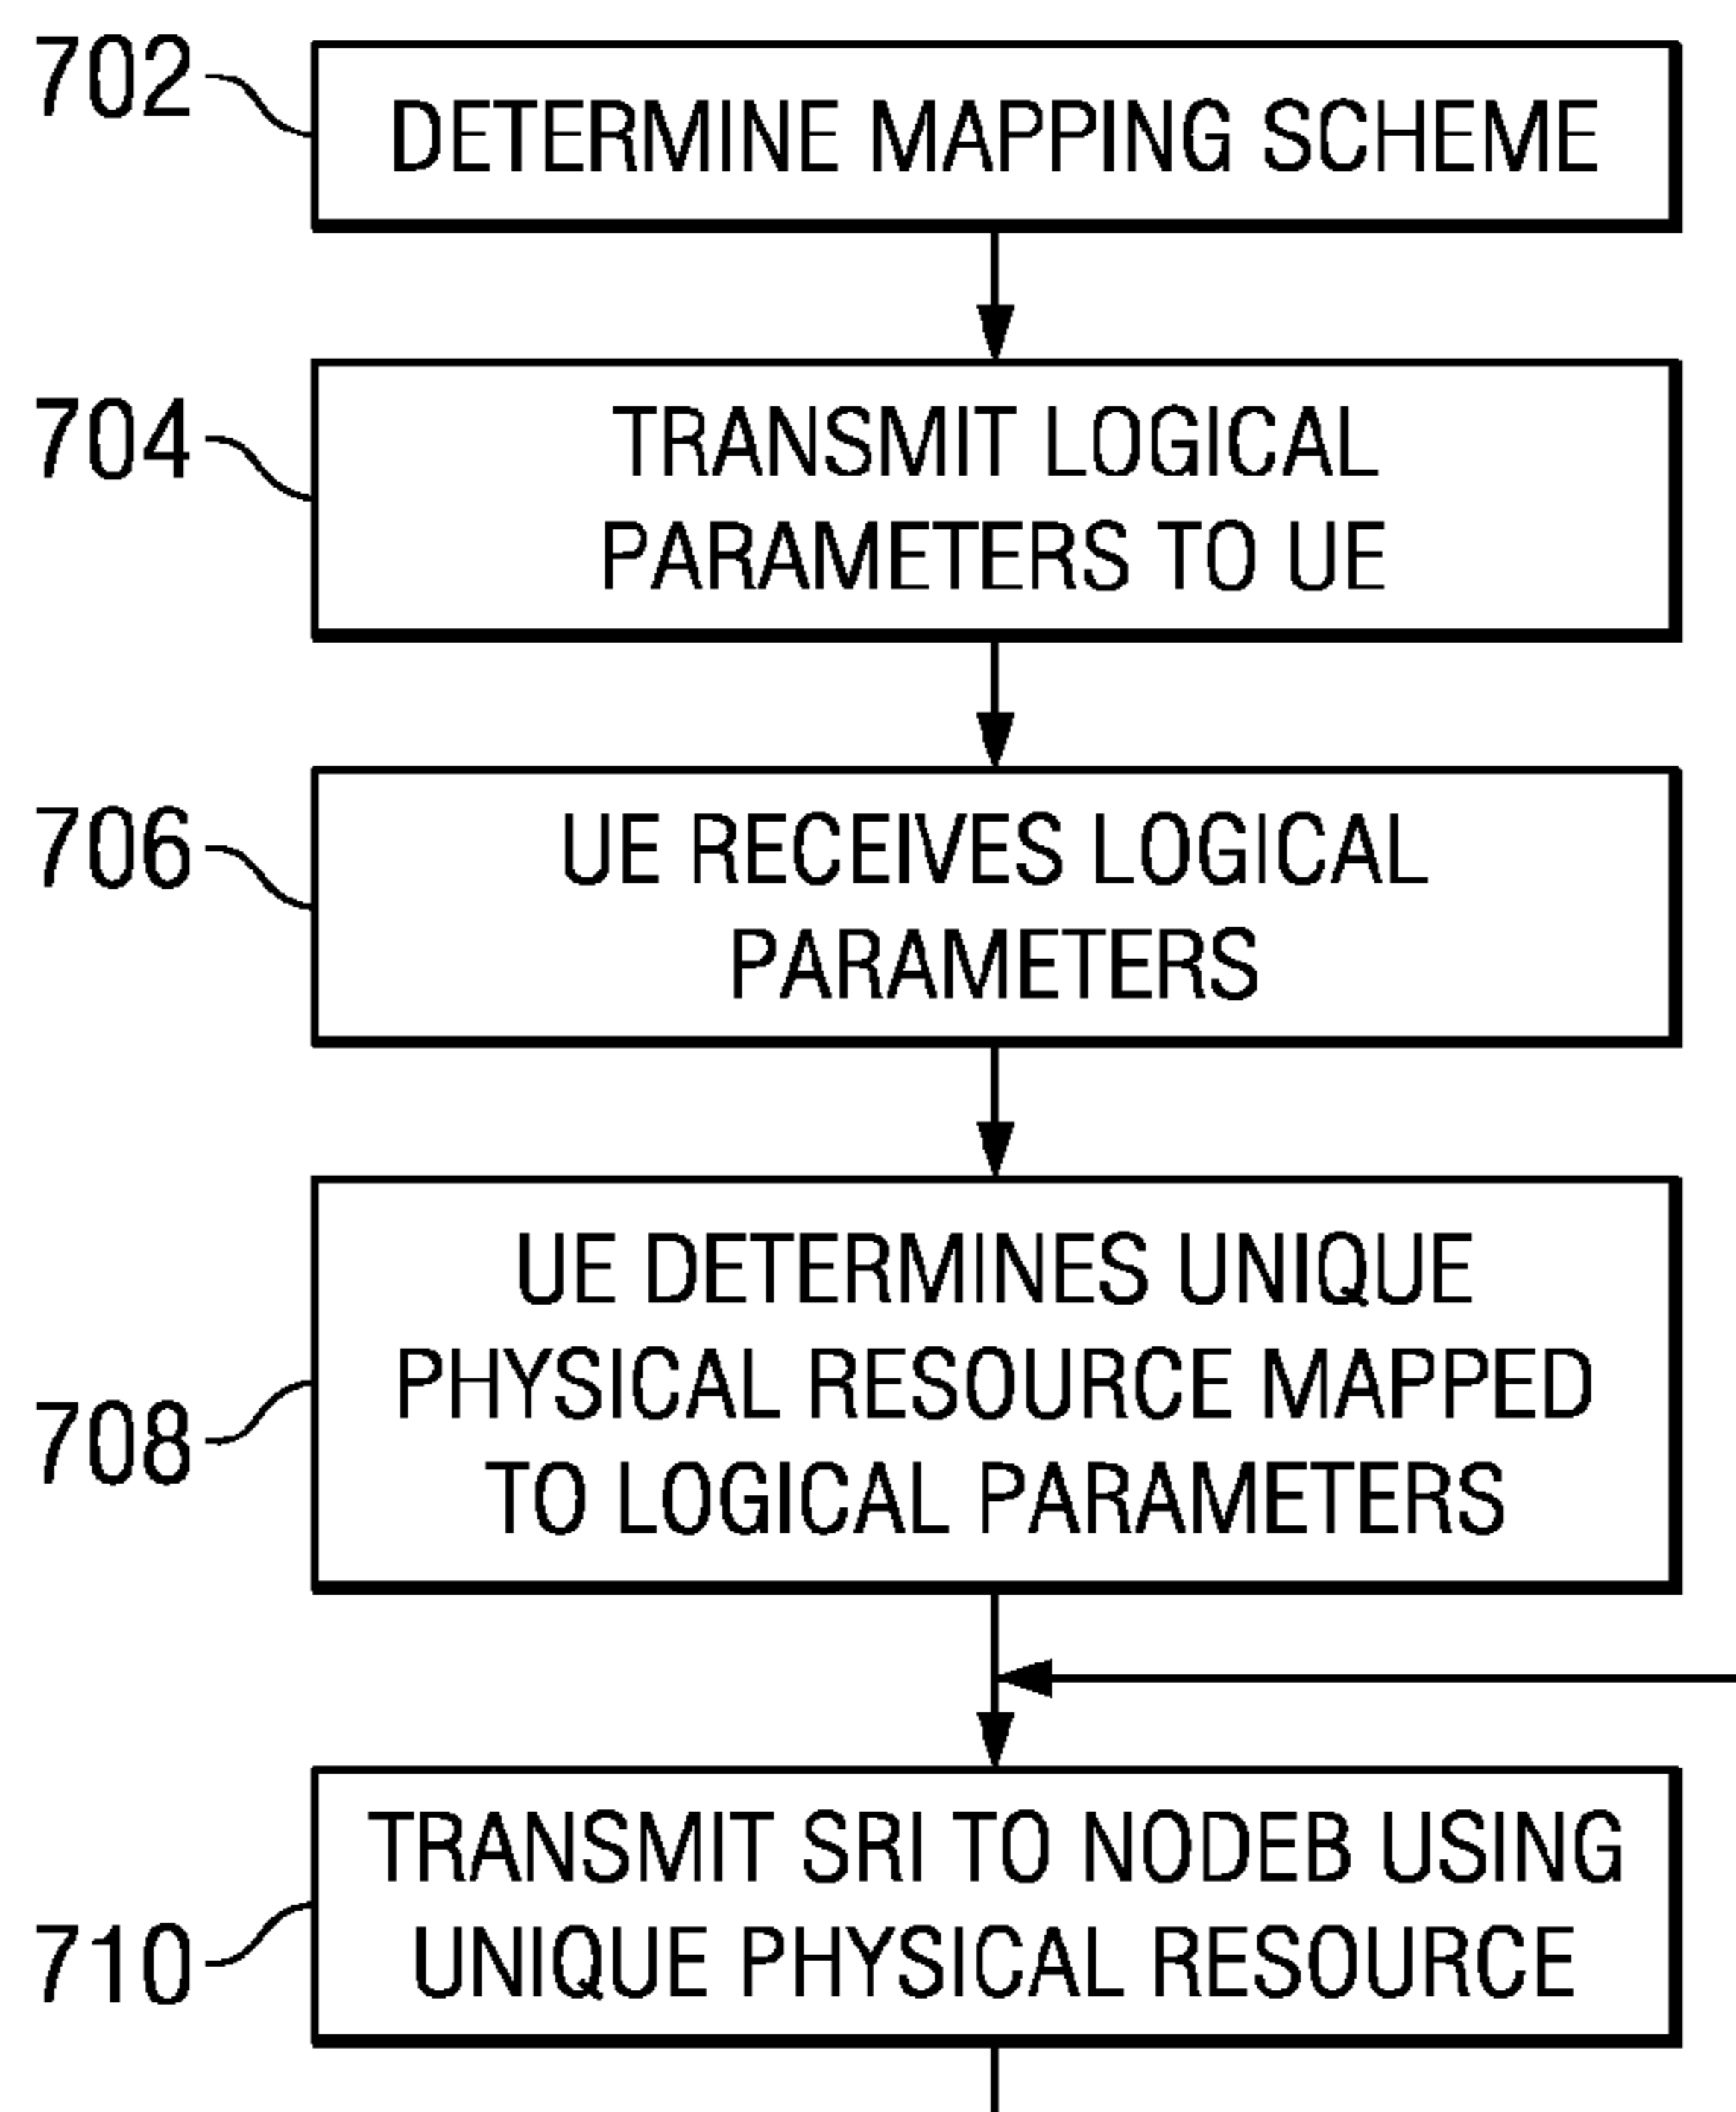 702
DETERMINE MAPPING SCHEME
704
TRANSMIT LOGICAL
PARAMETERS TO UE
706
UE RECEIVES LOGICAL
PARAMETERS
708
UE DETERMINES UNIQUE
PHYSICAL RESOURCE MAPPED
TO LOGICAL PARAMETERS
710
TRANSMIT SRI TO NODEB USING
UNIQUE PHYSICAL RESOURCE